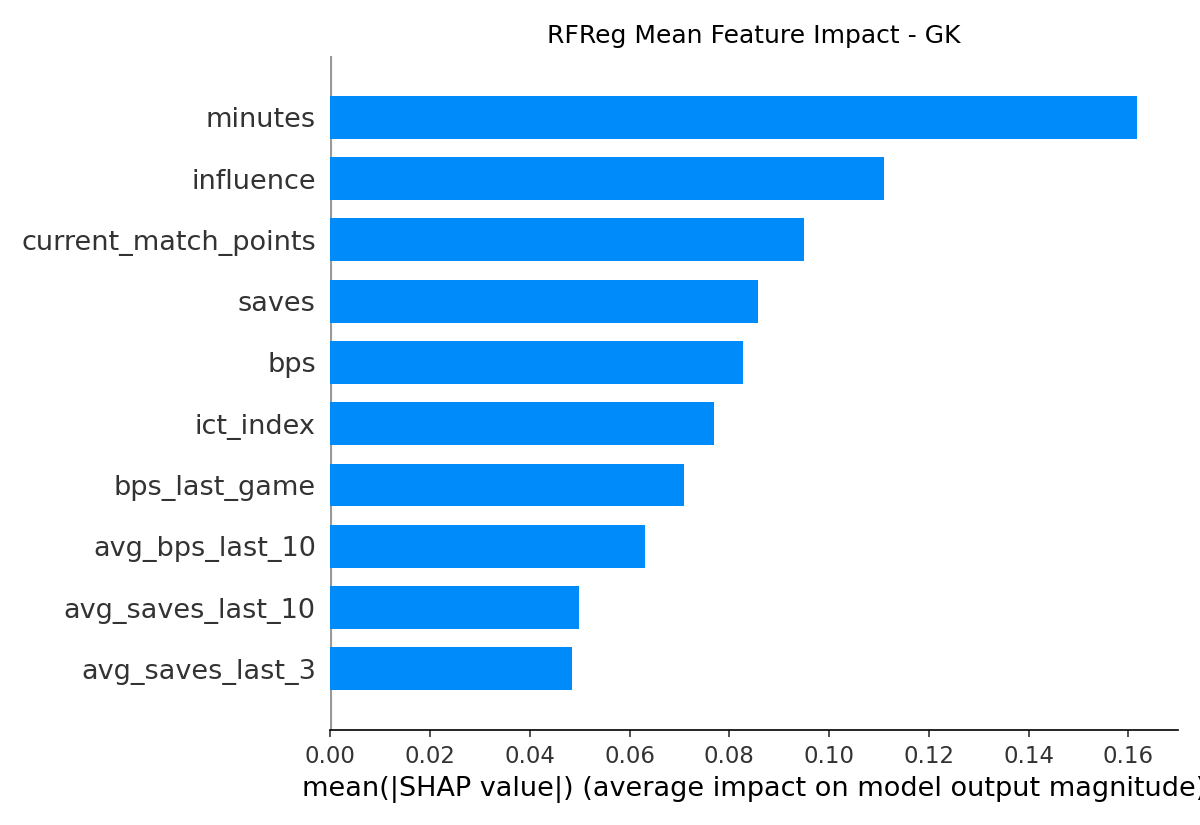 RFReg Mean Feature Impact - GK
minutes
influence
current_match_points
saves
bps
ict_index
bps_last_game
avg_bps_last_10
avg_saves_last_10
avg_saves_last_3
0.00 0.02 0.04 0.06 0.08 0.10 0.12 0.14 0.16
mean(|SHAP value|) (average impact on model output magnitude)